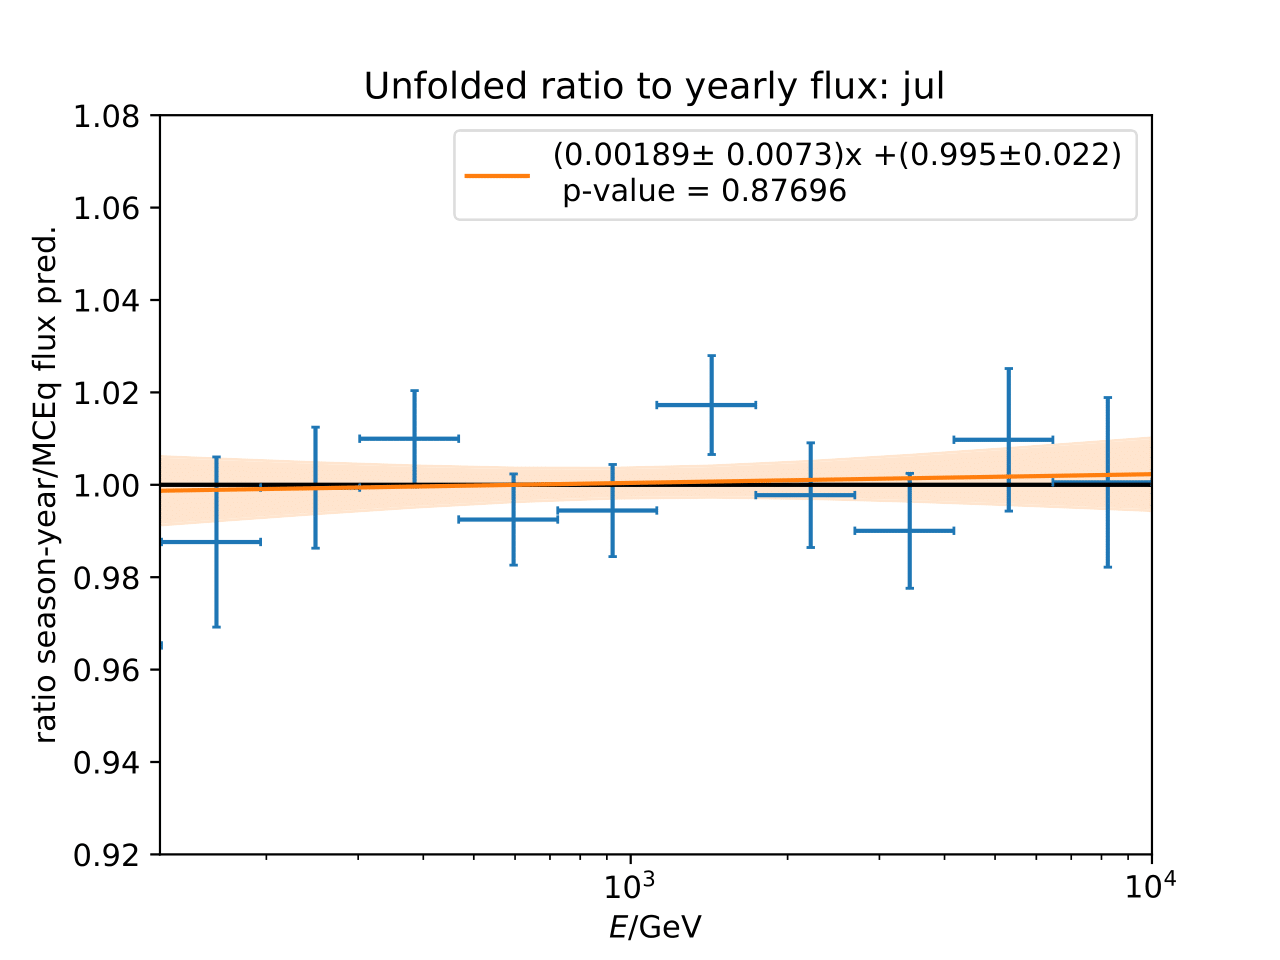 Unfolded ratio to yearly flux: jul
1.08
1.06
1.04
1.02
1.00
0.98
0.96
0.94
0.92
ratio season-year/MCEq flux pred.
(0.00189± 0.0073)x +(0.995±0.022)
p-value = 0.87696
10³
10⁴
E/GeV